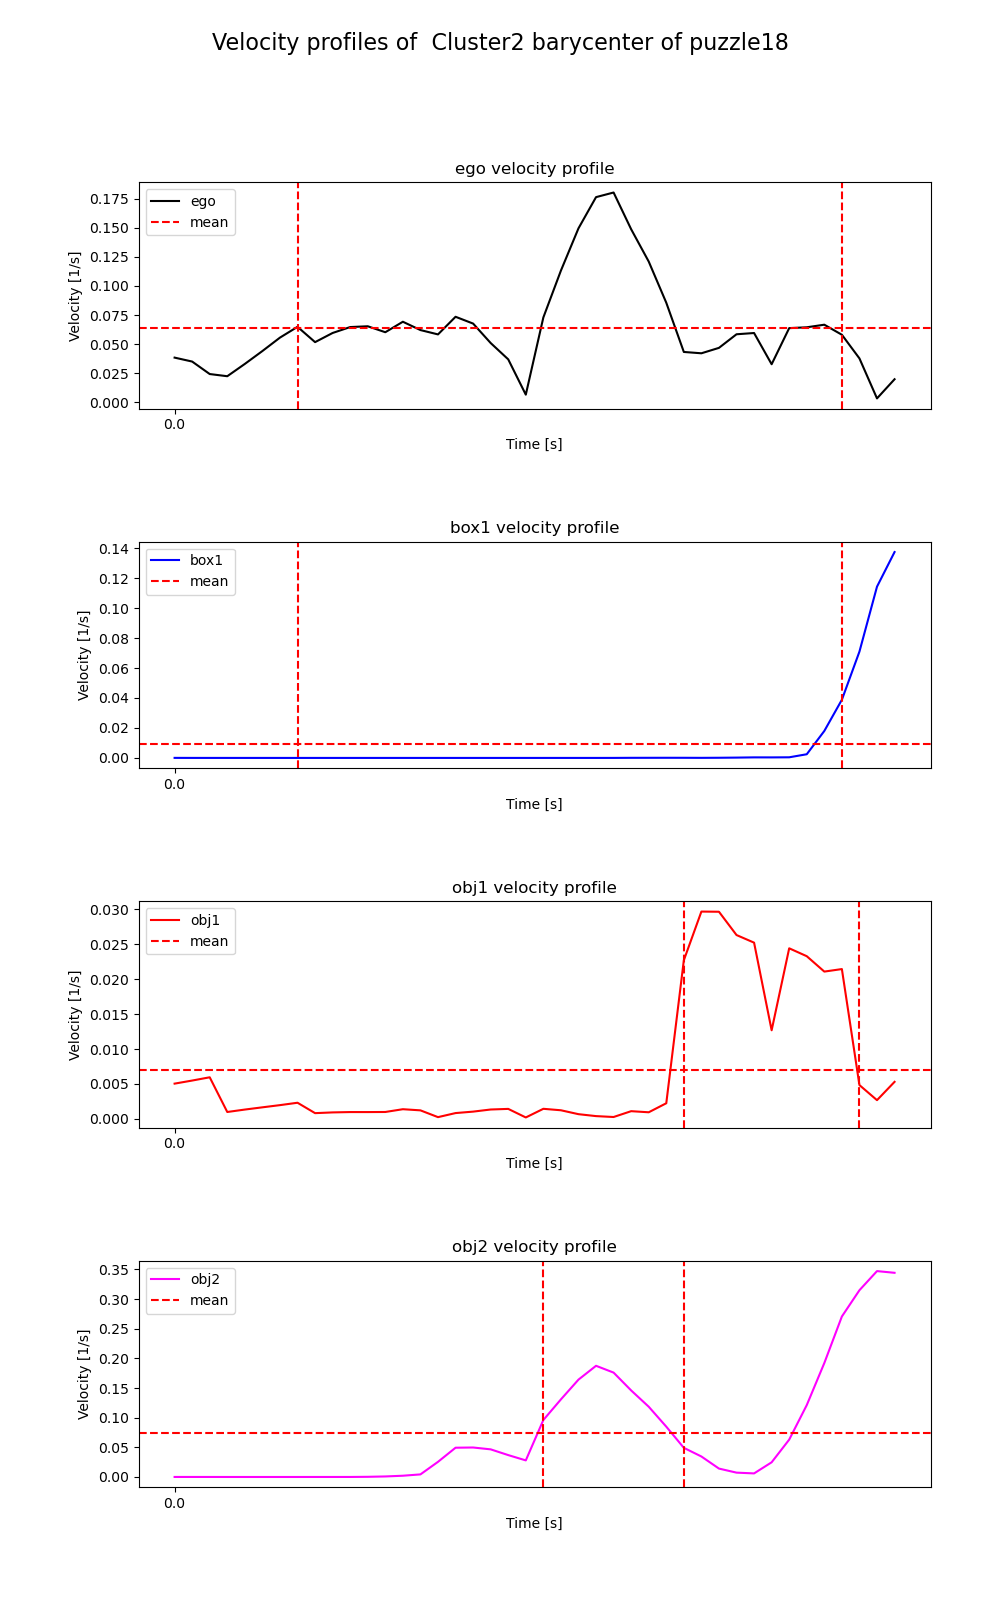 Velocity profiles of  Cluster2 barycenter of puzzle18
ego velocity profile
ego
mean
0.175
0.150
0.125
0.100
0.075
0.050
0.025
0.000
Velocity [1/s]
0.0
Time [s]
box1 velocity profile
box1
mean
0.14
0.12
0.10
0.08
0.06
0.04
0.02
0.00
Velocity [1/s]
0.0
Time [s]
obj1 velocity profile
obj1
mean
0.030
0.025
0.020
0.015
0.010
0.005
0.000
Velocity [1/s]
0.0
Time [s]
obj2 velocity profile
obj2
mean
0.35
0.30
0.25
0.20
0.15
0.10
0.05
0.00
Velocity [1/s]
0.0
Time [s]